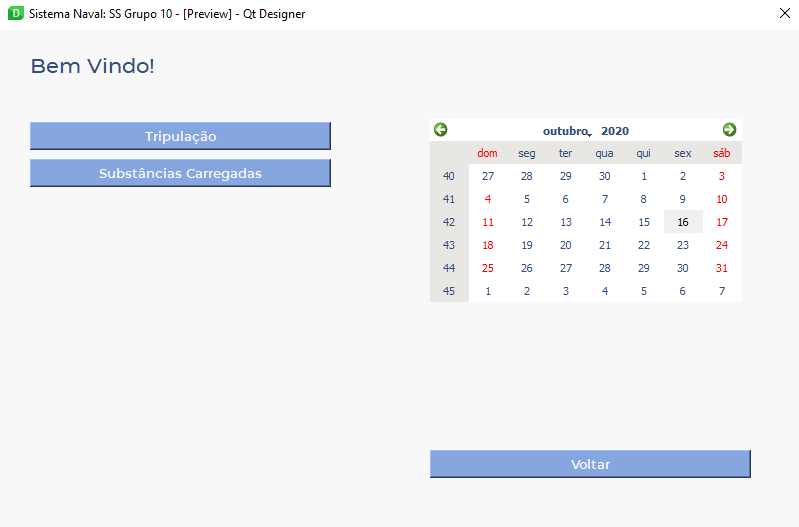 Sistema Naval: SS Grupo 10 - [Preview] - Qt Designer
Bem Vindo!
Tripulação
Substâncias Carregadas
outubro 2020
dom seg ter qua qui sex sáb
40 27 28 29 30 1 2 3
41 4 5 6 7 8 9 10
42 11 12 13 14 15 16 17
43 18 19 20 21 22 23 24
44 25 26 27 28 29 30 31
45 1 2 3 4 5 6 7
Voltar